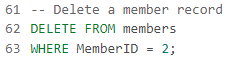 61 -- Delete a member record
62 DELETE FROM members
63 WHERE MemberID = 2;